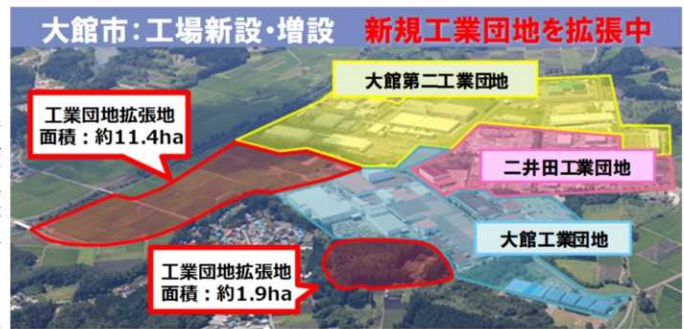 大館市：工場新設・増設　新規工業団地を拡張中
大館第二工業団地
工業団地拡張地
面積：約11.4ha
二井田工業団地
大館工業団地
工業団地拡張地
面積：約1.9ha